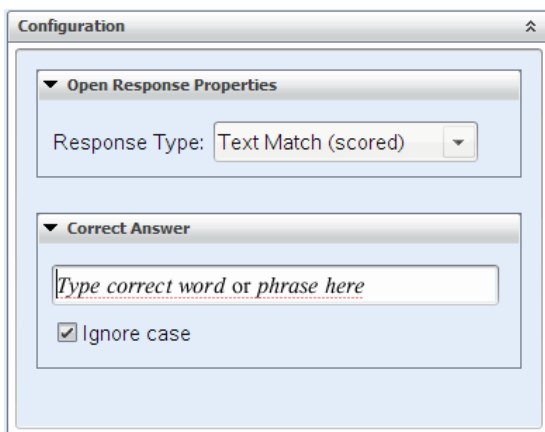 Configuration
Open Response Properties
Response Type: Text Match (scored)
Correct Answer
Type correct word or phrase here
Ignore case